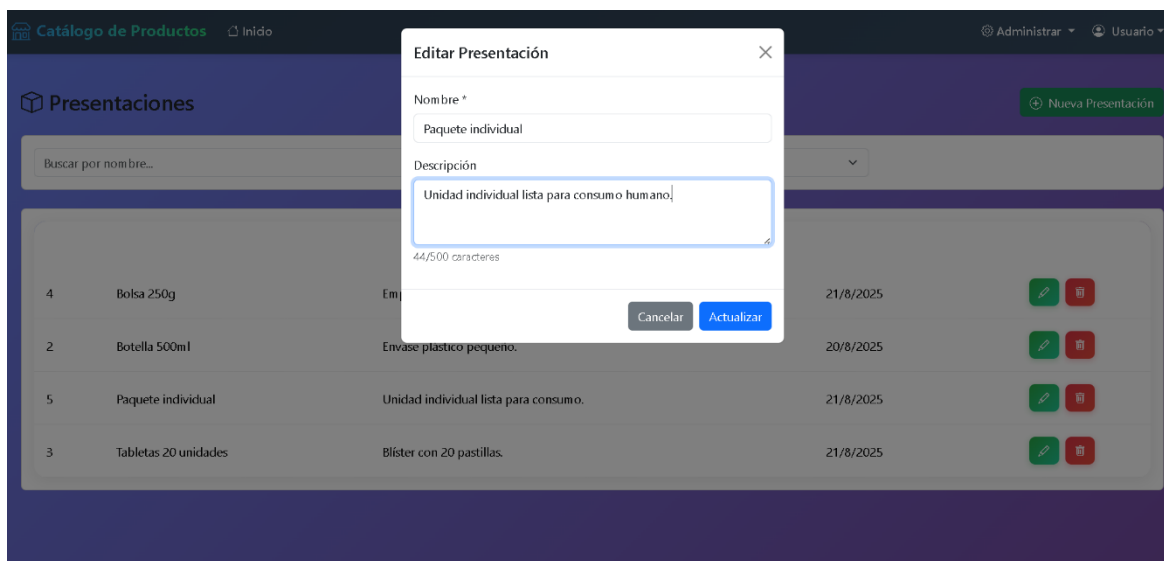 Catálogo de Productos Inicio Administrar Usuario
Editar Presentación
Presentaciones
Nueva Presentación
Nombre *
Paquete individual
Buscar por nombre...
Descripción
Unidad individual lista para consumo humano.
44/500 caracteres
4 Bolsa 250g 21/8/2025
Cancelar Actualizar
2 Botella 500ml Envase plástico pequeño. 20/8/2025
5 Paquete individual Unidad individual lista para consumo. 21/8/2025
3 Tabletas 20 unidades Blíster con 20 pastillas. 21/8/2025